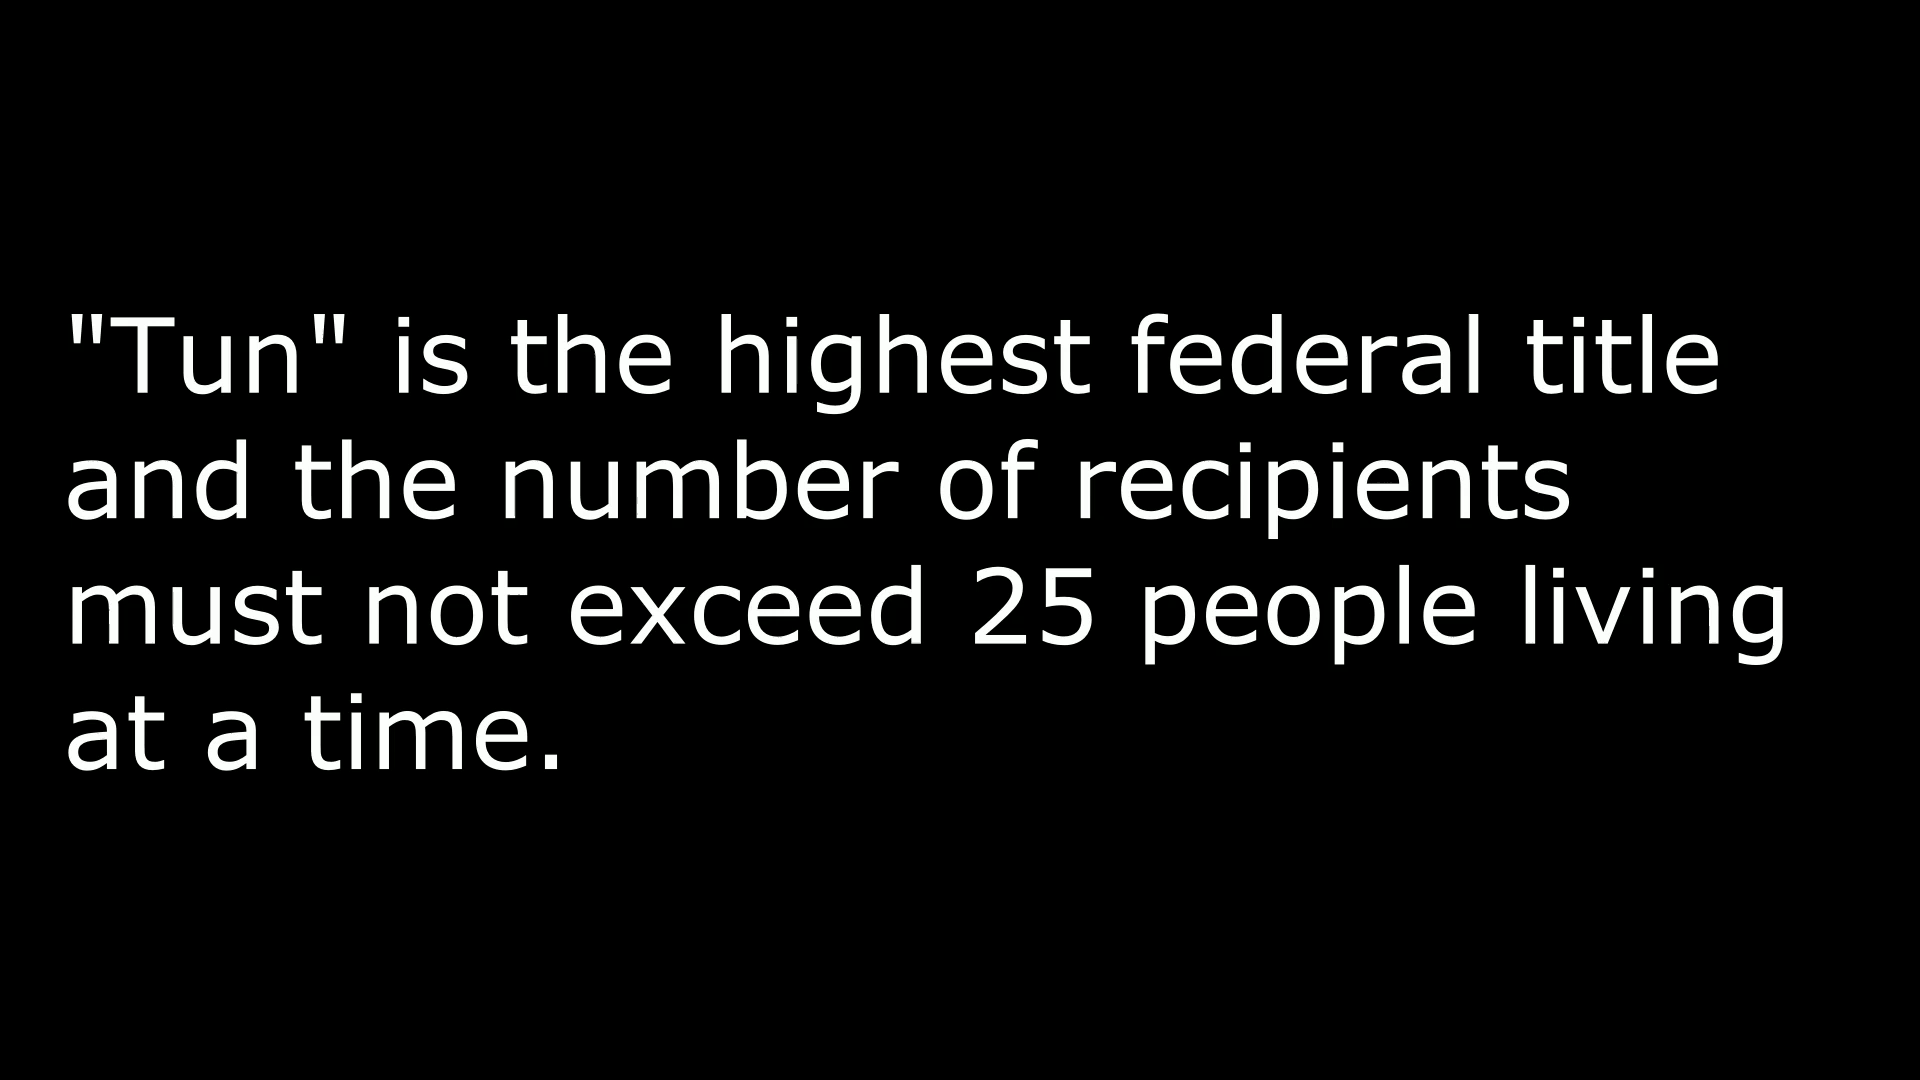 "Tun" is the highest federal title
and the number of recipients
must not exceed 25 people living
at a time.